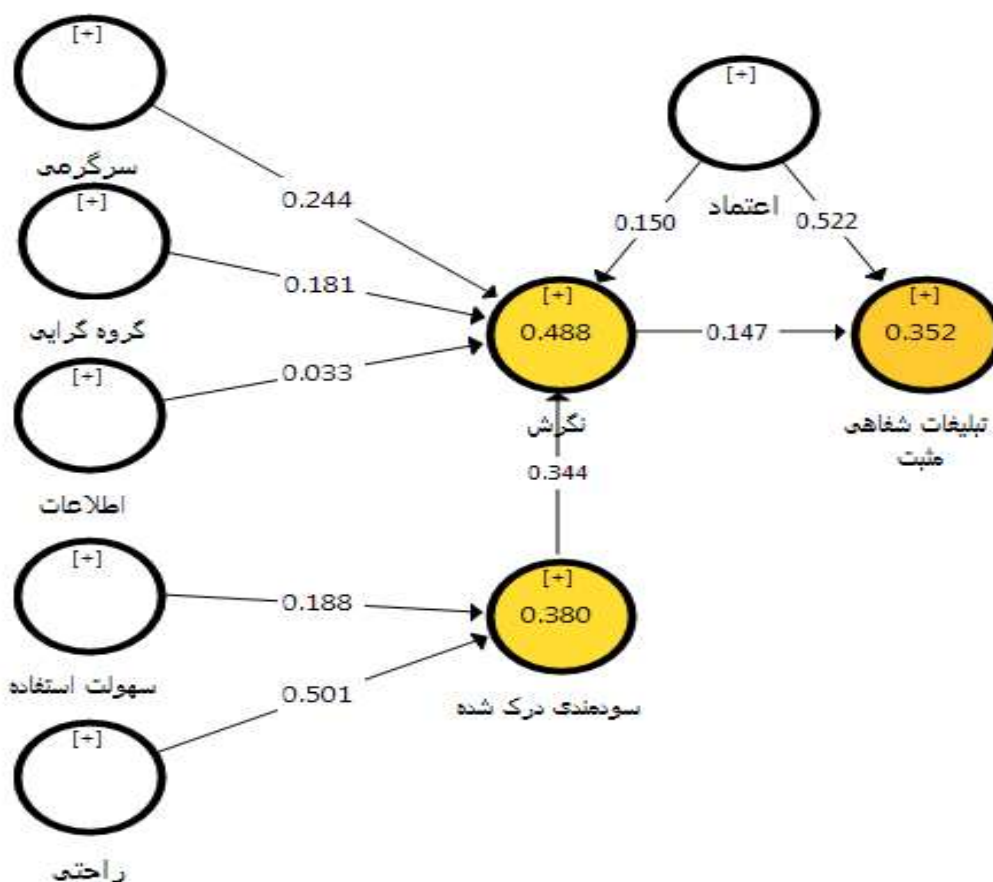 [+]
سرگرمی
[+]
اعتماد
0.244
0.150
0.522
[+]
گروه گرایی
0.181
[+]
0.488
نگرش
0.147
[+]
0.352
تبلیغات شفاهی
مثبت
0.033
[+]
اطلاعات
0.344
[+]
سهولت استفاده
0.188
[+]
0.380
سودمندی درک شده
0.501
[+]
راحتی